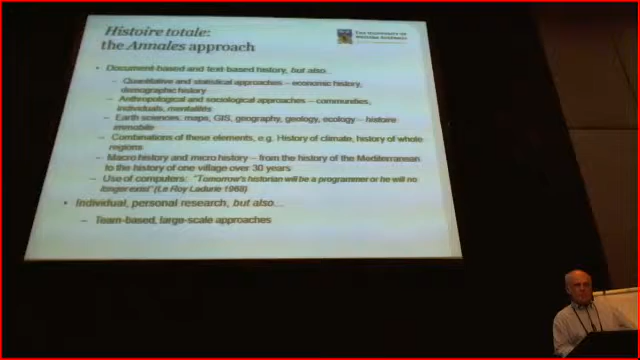 Histoire totale:
the Annales approach
THE UNIVERSITY OF
WESTERN AUSTRALIA
• Document-based and text-based history, but also...
– Quantitative and statistical approaches – economic history,
demographic history
– Anthropological and sociological approaches – communities,
individuals, mentalités
– Earth sciences: maps, GIS, geography, geology, ecology – histoire
immobile
– Combinations of these elements, e.g. History of climate, history of whole
regions
– Macro history and micro history – from the history of the Mediterranean
to the history of one village over 30 years
– Use of computers: "Tomorrow's historian will be a programmer or he will no
longer exist" (Le Roy Ladurie 1968)
• Individual, personal research, but also...
– Team-based, large-scale approaches